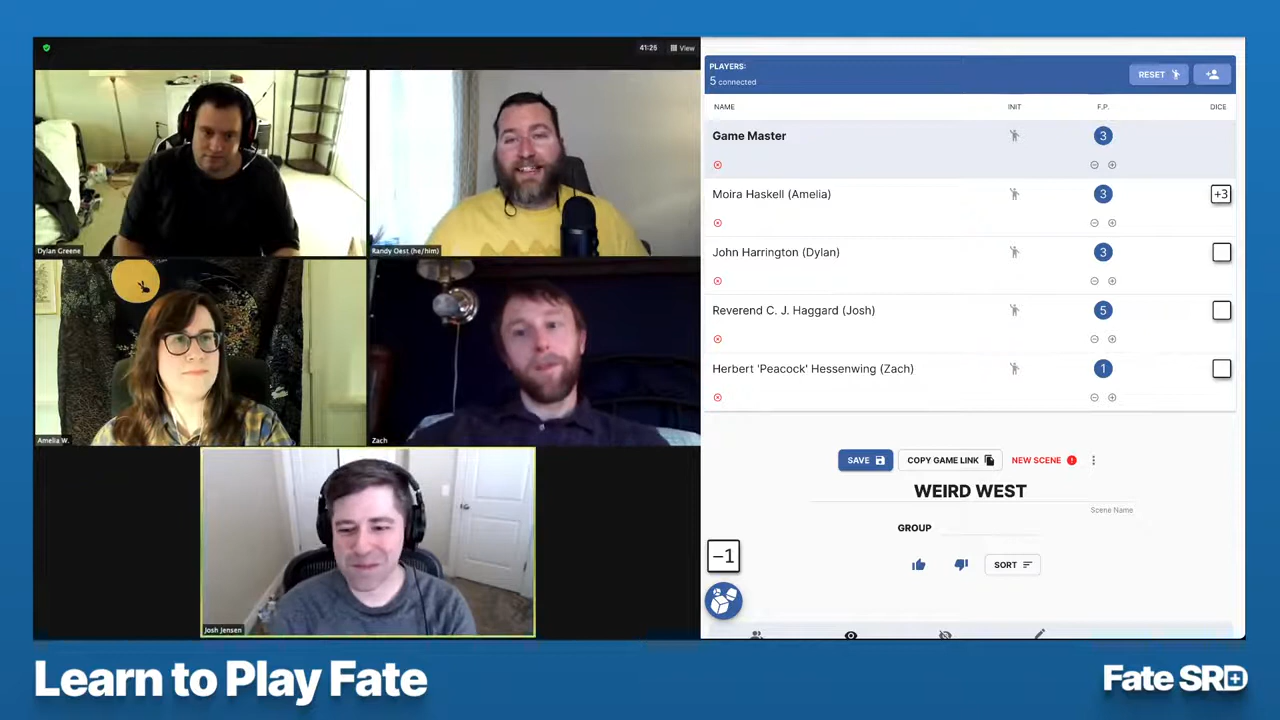 41:26 View
Dylan Greene
Randy Oest (he/him)
Amelia W.
Zach
Josh Jensen
PLAYERS:
5 connected
RESET
NAME INIT F.P. DICE
Game Master 3
Moira Haskell (Amelia) 3 +3
John Harrington (Dylan) 3
Reverend C. J. Haggard (Josh) 5
Herbert 'Peacock' Hessenwing (Zach) 1
SAVE COPY GAME LINK NEW SCENE
WEIRD WEST
Scene Name
GROUP
−1
SORT
Learn to Play Fate
Fate SRD